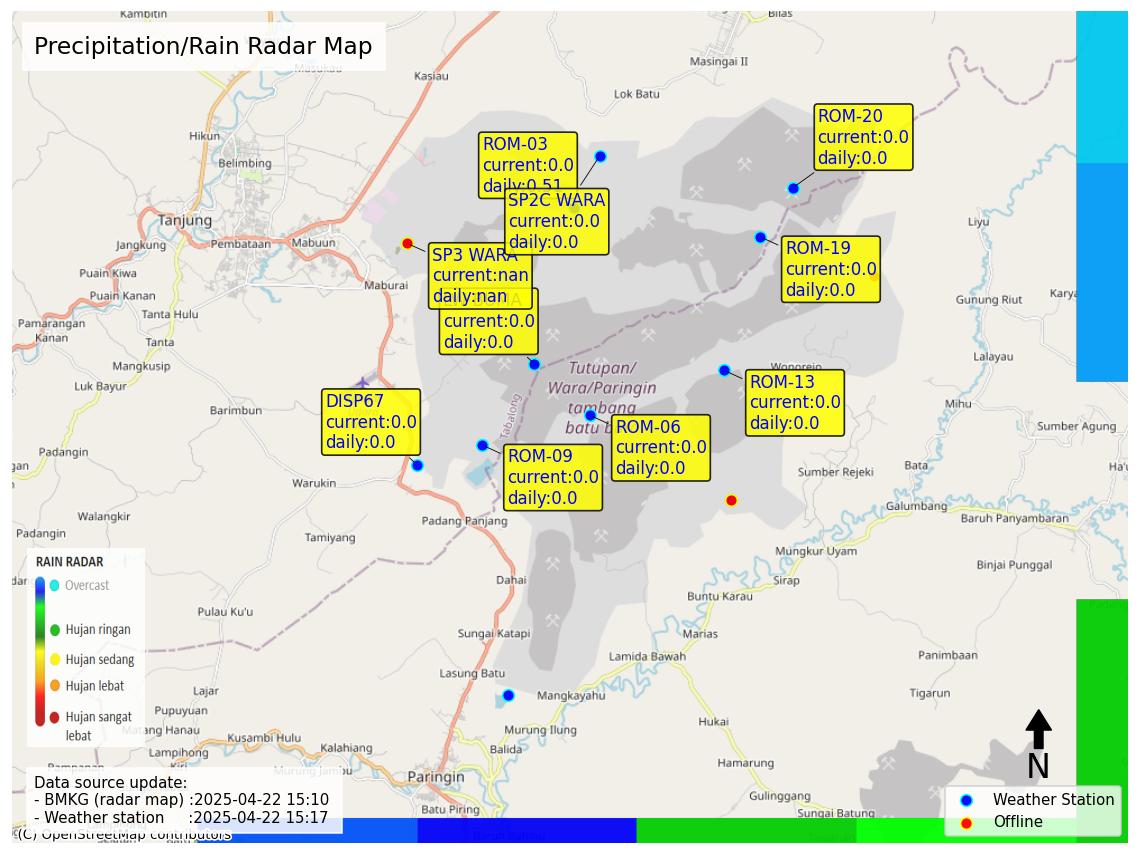 Precipitation/Rain Radar Map
Kambitin
Bilas
Masingai II
Masukau
Kasiau
Lok Batu
Hikun
Belimbing
Tanjung
Jangkung
Pembataan
Mabuun
Maburai
Puain Kiwa
Puain Kanan
Tanta Hulu
Pamarangan
Kanan
Tanta
Mangkusip
Luk Bayur
Barimbun
Padangin
Warukin
Walangkir
Padangin
Tamiyang
Padang Panjang
Dahai
Pulau Ku'u
Sungai Katapi
Lasung Batu
Lajar
Pupuyuan
Matang Hanau
Lampihong
Kusambi Hulu
Kalahiang
Murung Jambu
Paringin
Batu Piring
Balida
Murung Ilung
Mangkayahu
Lamida Bawah
Marias
Buntu Karau
Sirap
Mungkur Uyam
Hukai
Hamarung
Gulinggang
Sungai Batung
Tigarun
Panimbaan
Binjai Punggal
Baruh Panyambaran
Galumbang
Sumber Rejeki
Bata
Sumber Agung
Mihu
Lalayau
Gunung Riut
Liyu
Wonorejo
Tabalong
Tutupan/
Wara/Paringin
tambang
batu b
ROM-03
current:0.0
daily:0.51
SP2C WARA
current:0.0
daily:0.0
SP3 WARA
current:nan
daily:nan
current:0.0
daily:0.0
ROM-20
current:0.0
daily:0.0
ROM-19
current:0.0
daily:0.0
ROM-13
current:0.0
daily:0.0
ROM-06
current:0.0
daily:0.0
ROM-09
current:0.0
daily:0.0
DISP67
current:0.0
daily:0.0
RAIN RADAR
Overcast
Hujan ringan
Hujan sedang
Hujan lebat
Hujan sangat
lebat
Data source update:
- BMKG (radar map) :2025-04-22 15:10
- Weather station :2025-04-22 15:17
(C) OpenStreetMap contributors
N
Weather Station
Offline